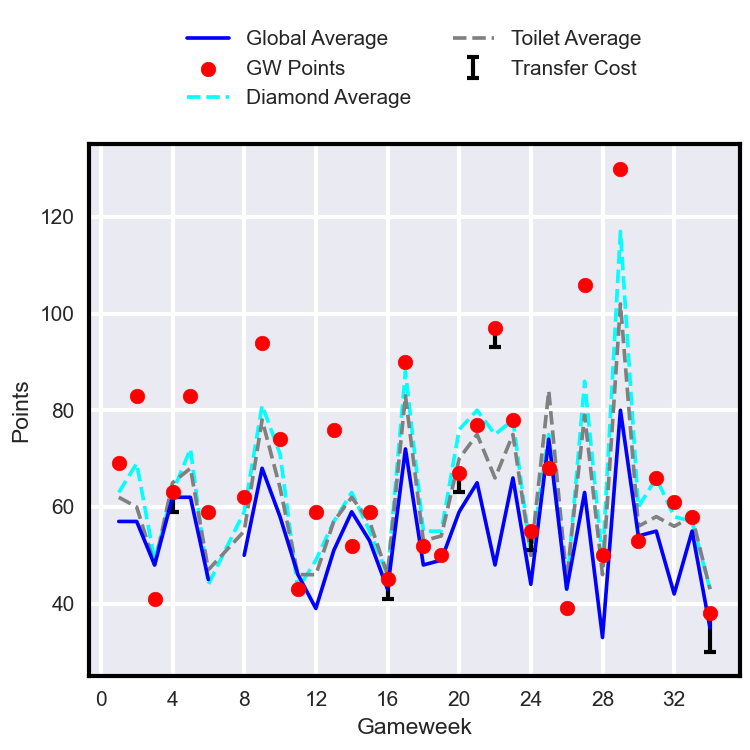 Global Average
GW Points
Diamond Average
Toilet Average
Transfer Cost
120
100
80
60
40
Points
0 4 8 12 16 20 24 28 32
Gameweek